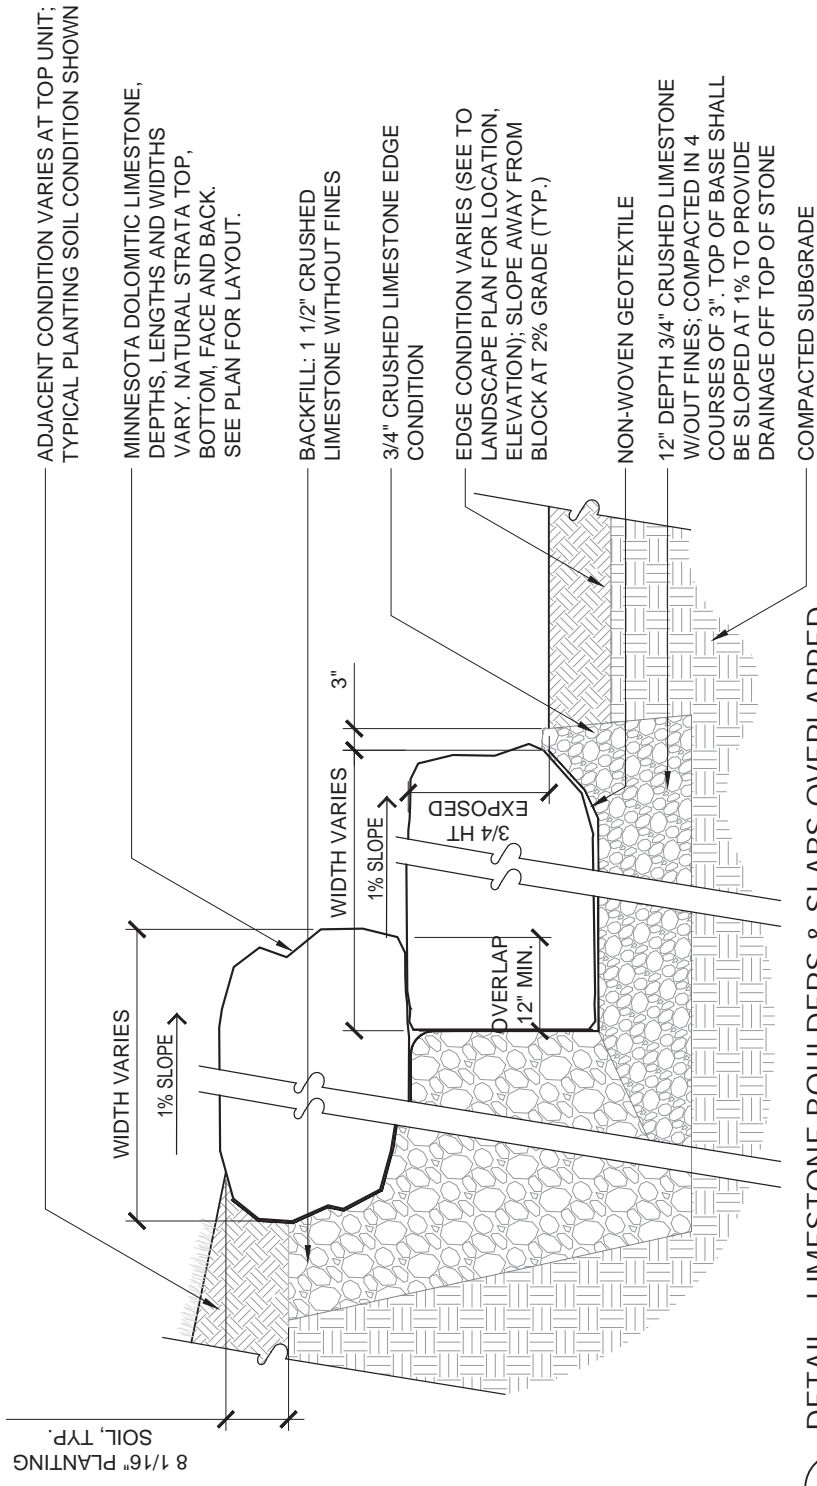 ADJACENT CONDITION VARIES AT TOP UNIT;
TYPICAL PLANTING SOIL CONDITION SHOWN
MINNESOTA DOLOMITIC LIMESTONE,
DEPTHS, LENGTHS AND WIDTHS
VARY. NATURAL STRATA TOP,
BOTTOM, FACE AND BACK.
SEE PLAN FOR LAYOUT.
BACKFILL: 1 1/2" CRUSHED
LIMESTONE WITHOUT FINES
3/4" CRUSHED LIMESTONE EDGE
CONDITION
EDGE CONDITION VARIES (SEE TO
LANDSCAPE PLAN FOR LOCATION,
ELEVATION); SLOPE AWAY FROM
BLOCK AT 2% GRADE (TYP.)
NON-WOVEN GEOTEXTILE
12" DEPTH 3/4" CRUSHED LIMESTONE
W/OUT FINES; COMPACTED IN 4
COURSES OF 3". TOP OF BASE SHALL
BE SLOPED AT 1% TO PROVIDE
DRAINAGE OFF TOP OF STONE
COMPACTED SUBGRADE
8 1/16" PLANTING
SOIL, TYP.
WIDTH VARIES
1% SLOPE
WIDTH VARIES
3"
1% SLOPE
3/4 HT
EXPOSED
OVERLAP
12" MIN.
DETAIL - LIMESTONE BOULDERS & SLABS OVERLAPPED